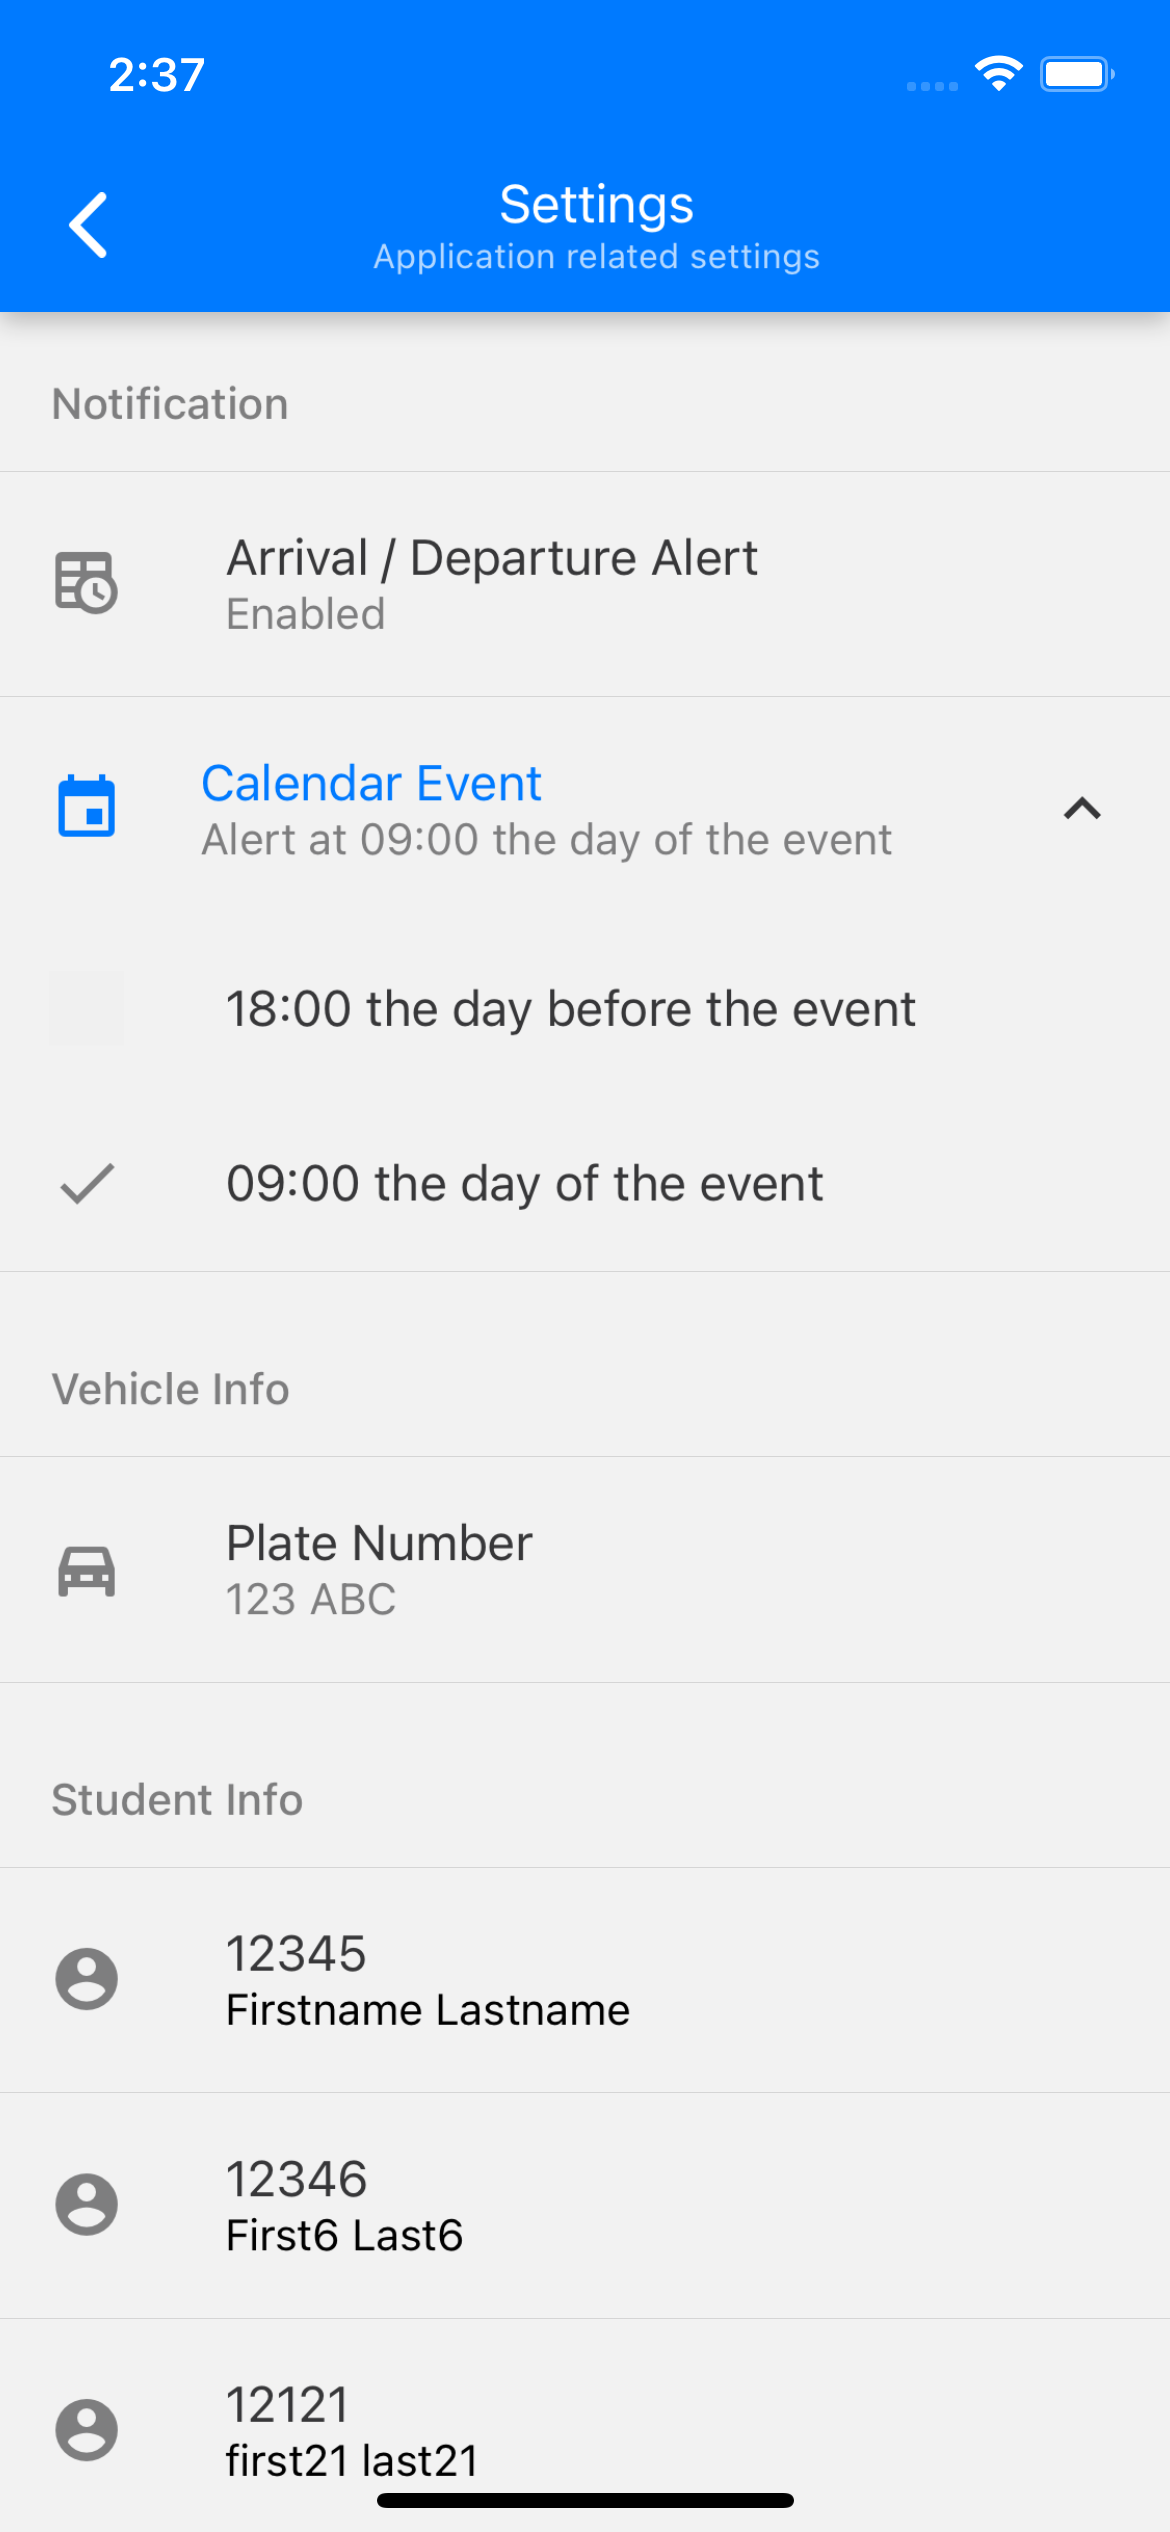 2:37
Settings
Application related settings
Notification
Arrival / Departure Alert
Enabled
Calendar Event
Alert at 09:00 the day of the event
18:00 the day before the event
09:00 the day of the event
Vehicle Info
Plate Number
123 ABC
Student Info
12345
Firstname Lastname
12346
First6 Last6
12121
first21 last21